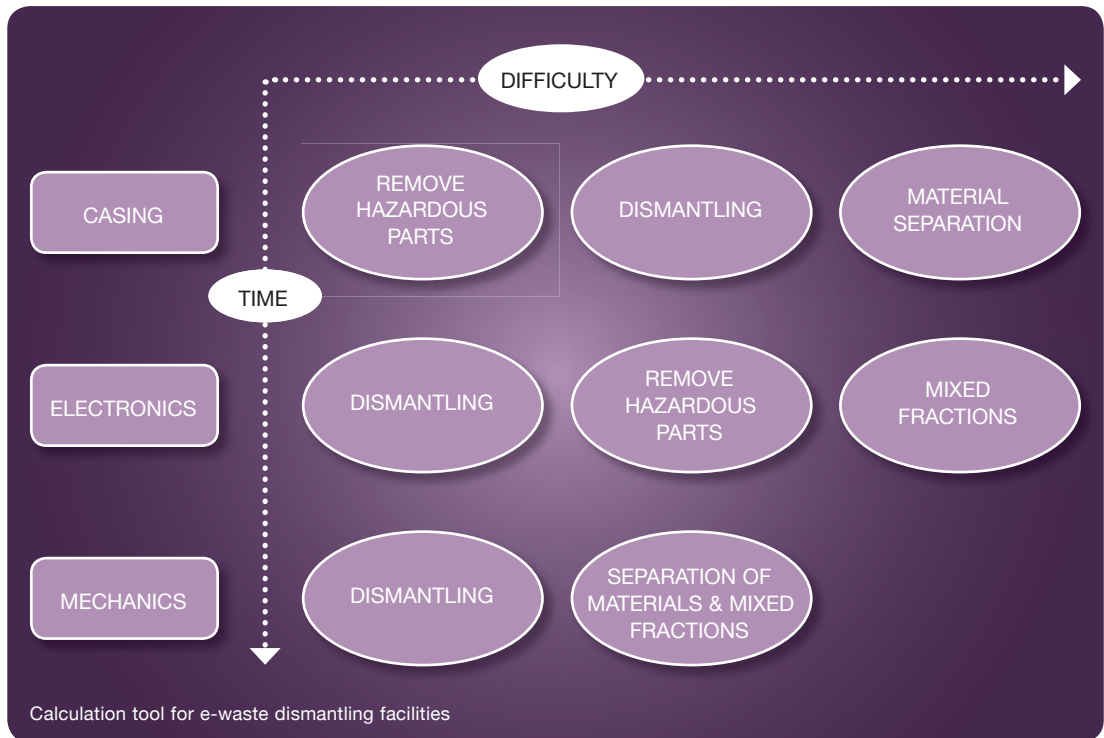 DIFFICULTY
CASING
REMOVE
HAZARDOUS
PARTS
DISMANTLING
MATERIAL
SEPARATION
TIME
ELECTRONICS
DISMANTLING
REMOVE
HAZARDOUS
PARTS
MIXED
FRACTIONS
MECHANICS
DISMANTLING
SEPARATION OF
MATERIALS & MIXED
FRACTIONS
Calculation tool for e-waste dismantling facilities